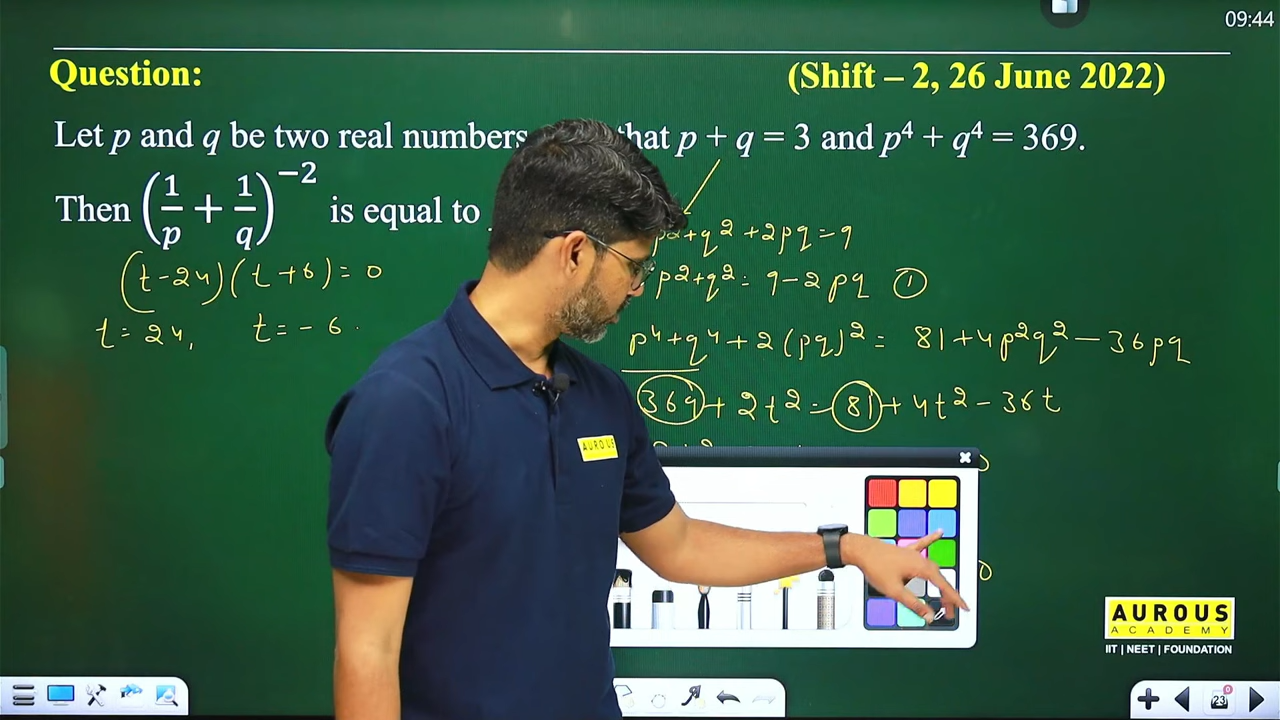 09:44
Question:
(Shift – 2, 26 June 2022)
Let p and q be two real numbers that p + q = 3 and p⁴ + q⁴ = 369.
Then (1/p + 1/q)⁻² is equal to
(t-24)(t+6)=0
t=24, t=-6.
p²+q²+2pq=9
p²+q²=9-2pq ①
p⁴+q⁴+2(pq)²=81+4p²q²-36pq
369+2t²=81+4t²-36t
AUROUS
AUROUS
ACADEMY
IIT | NEET | FOUNDATION
23